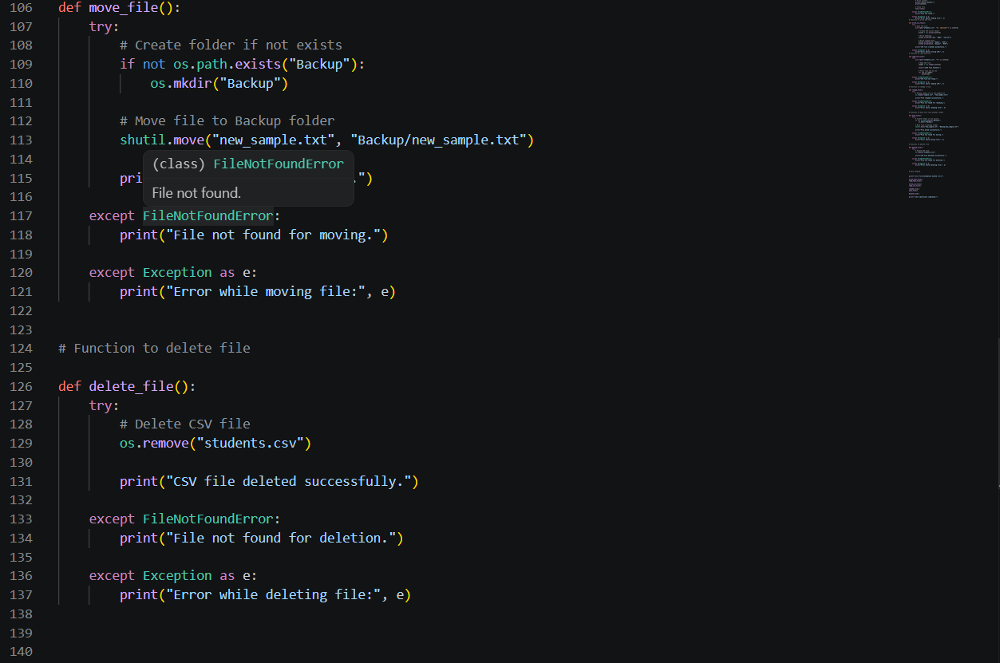 106 def move_file():
107     try:
108         # Create folder if not exists
109         if not os.path.exists("Backup"):
110             os.mkdir("Backup")
111
112         # Move file to Backup folder
113         shutil.move("new_sample.txt", "Backup/new_sample.txt")
114
(class) FileNotFoundError
115         pri .")
File not found.
116
117     except FileNotFoundError:
118         print("File not found for moving.")
119
120     except Exception as e:
121         print("Error while moving file:", e)
122
123
124 # Function to delete file
125
126 def delete_file():
127     try:
128         # Delete CSV file
129         os.remove("students.csv")
130
131         print("CSV file deleted successfully.")
132
133     except FileNotFoundError:
134         print("File not found for deletion.")
135
136     except Exception as e:
137         print("Error while deleting file:", e)
138
139
140